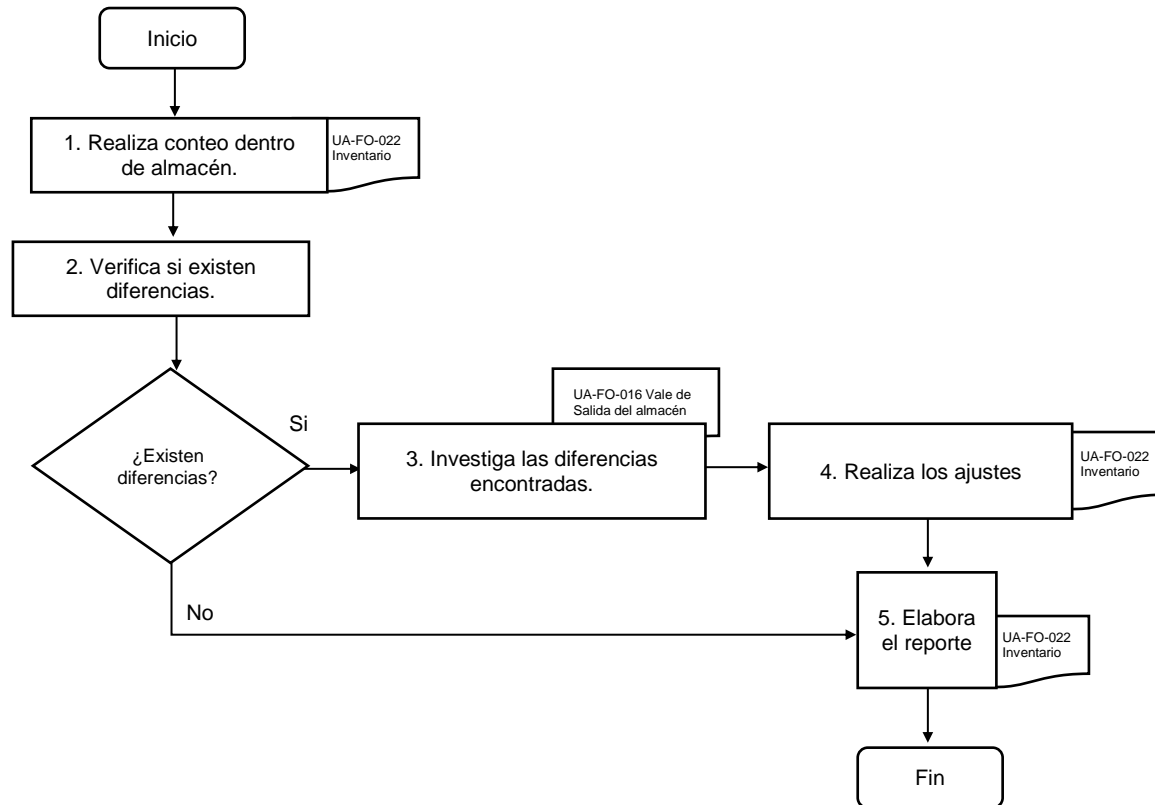 Inicio
1. Realiza conteo dentro
de almacén.
UA-FO-022
Inventario
2. Verifica si existen
diferencias.
¿Existen
diferencias?
Si
No
UA-FO-016 Vale de
Salida del almacén
3. Investiga las diferencias
encontradas.
4. Realiza los ajustes
UA-FO-022
Inventario
5. Elabora
el reporte
UA-FO-022
Inventario
Fin